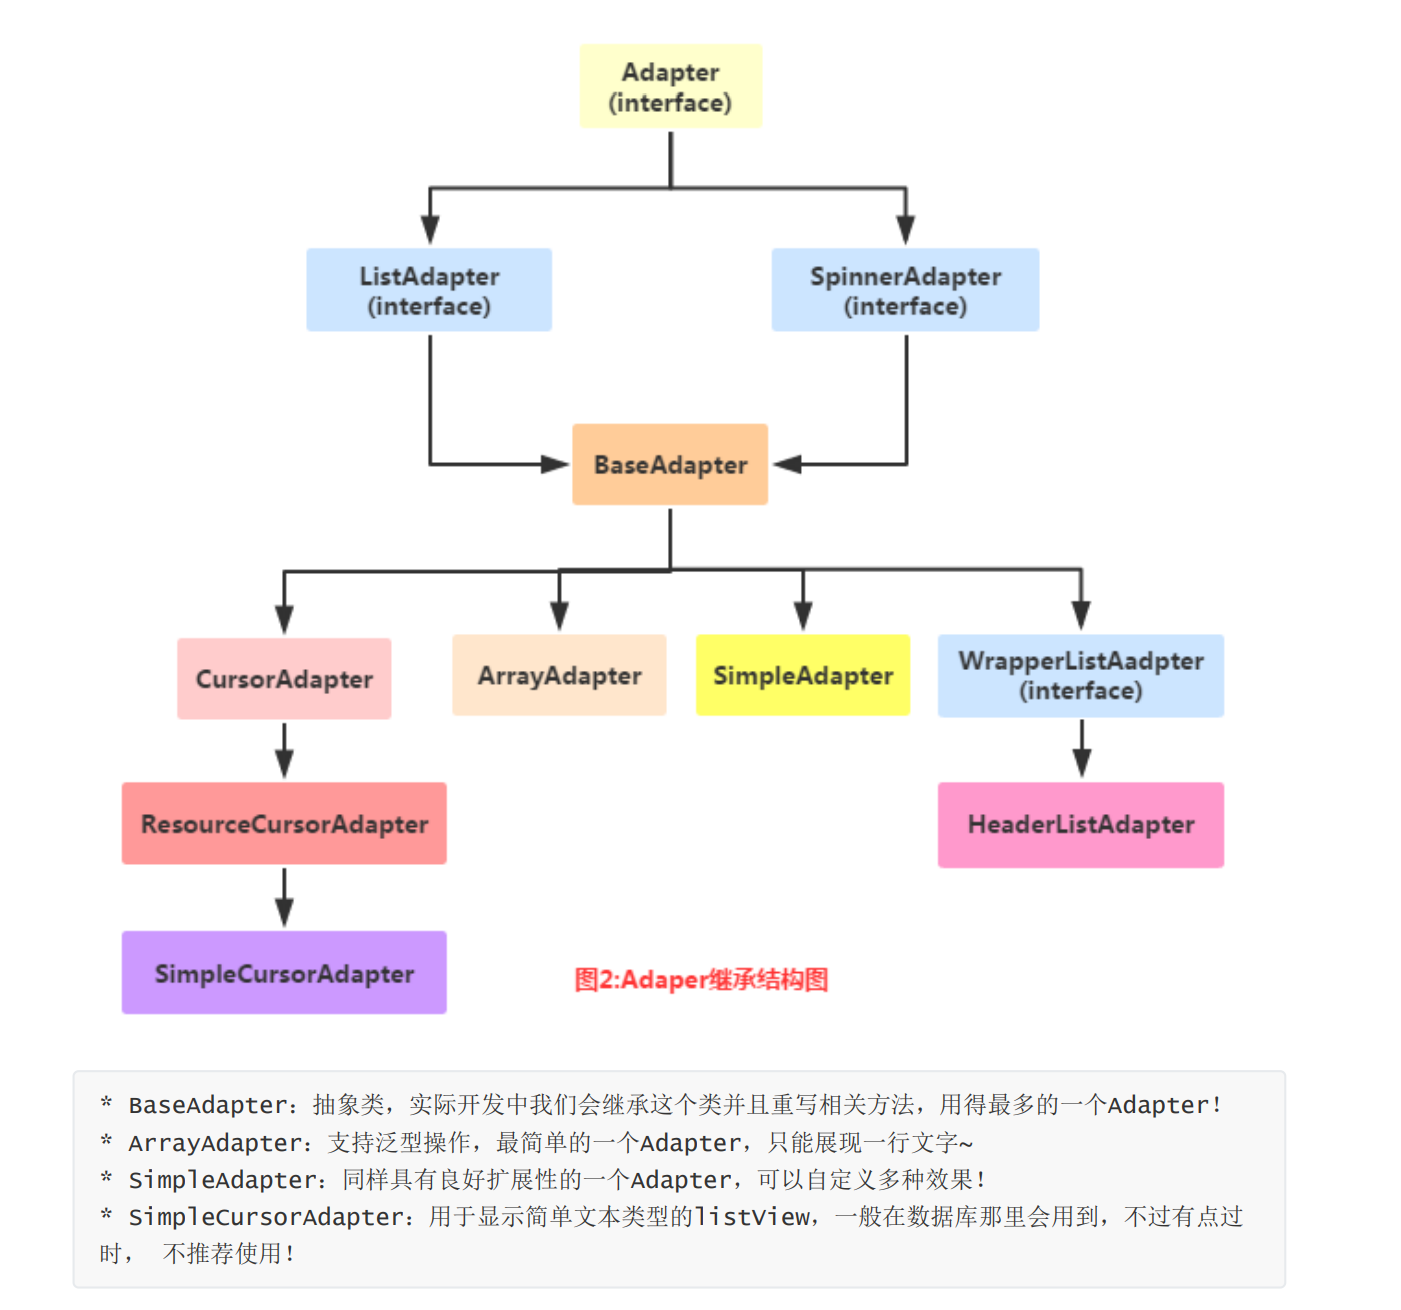 Adapter
(interface)
ListAdapter
(interface)
SpinnerAdapter
(interface)
BaseAdapter
CursorAdapter
ArrayAdapter
SimpleAdapter
WrapperListAadpter
(interface)
ResourceCursorAdapter
HeaderListAdapter
SimpleCursorAdapter
图2:Adaper继承结构图
* BaseAdapter：抽象类，实际开发中我们会继承这个类并且重写相关方法，用得最多的一个Adapter！
* ArrayAdapter：支持泛型操作，最简单的一个Adapter，只能展现一行文字~
* SimpleAdapter：同样具有良好扩展性的一个Adapter，可以自定义多种效果！
* SimpleCursorAdapter：用于显示简单文本类型的listView，一般在数据库那里会用到，不过有点过
时， 不推荐使用！